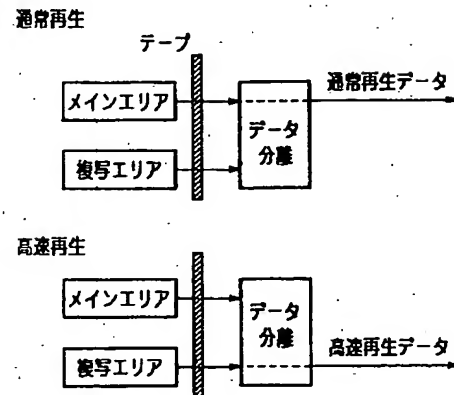 通常再生
テープ
メインエリア
通常再生データ
データ
分離
複写エリア
高速再生
メインエリア
データ
分離
複写エリア
高速再生データ